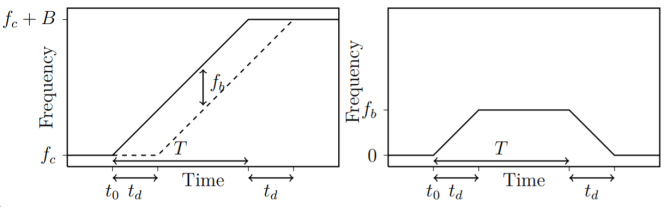 f_c + B
Frequency
f_b
f_c
T
t_0 t_d
Time
t_d
Frequency
f_b
0
T
t_0 t_d
Time
t_d